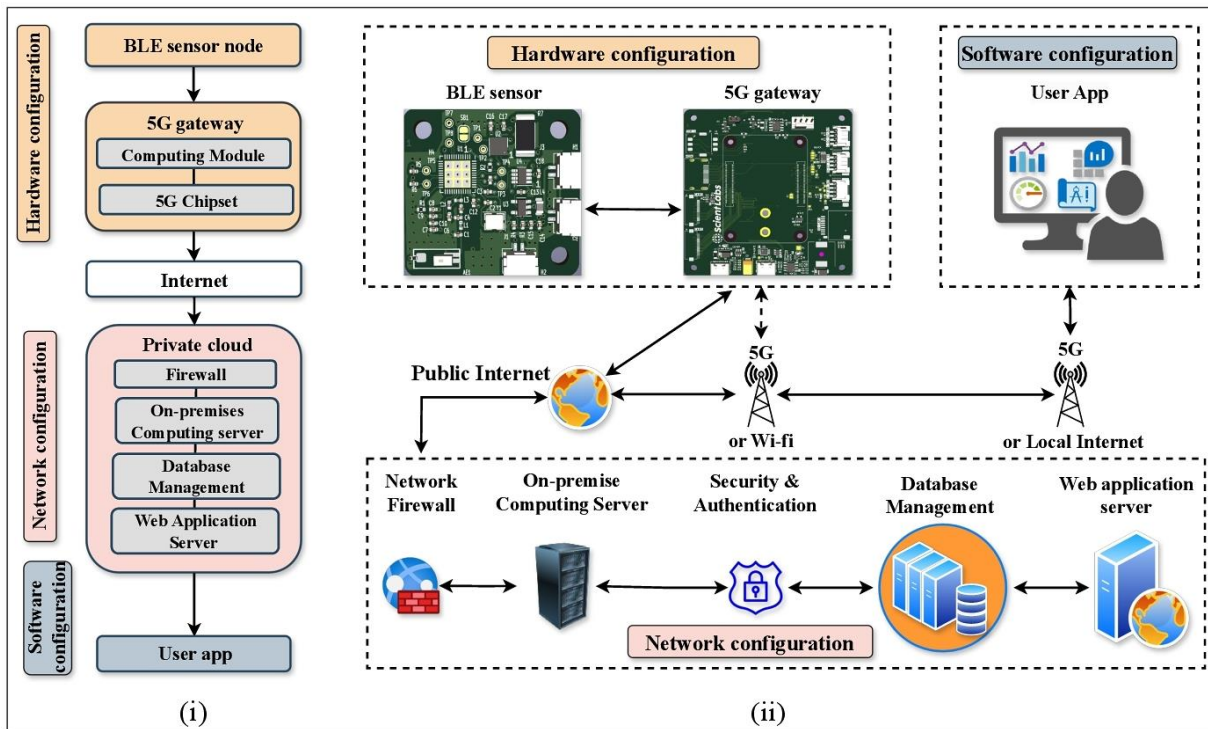 Hardware configuration
BLE sensor node
5G gateway
Computing Module
5G Chipset
Internet
Network configuration
Private cloud
Firewall
On-premises
Computing server
Database
Management
Web Application
Server
Software
configuration
User app
(i)
Hardware configuration
BLE sensor
5G gateway
ScientLabs
Software configuration
User App
Public Internet
5G
or Wi-fi
5G
or Local Internet
Network
Firewall
On-premise
Computing Server
Security &
Authentication
Database
Management
Web application
server
Network configuration
(ii)